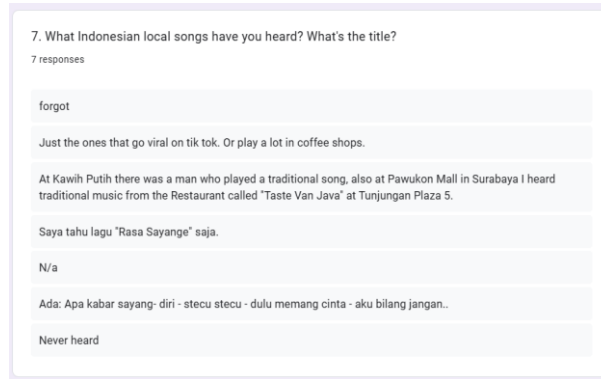 7. What Indonesian local songs have you heard? What's the title?
7 responses
forgot
Just the ones that go viral on tik tok. Or play a lot in coffee shops.
At Kawih Putih there was a man who played a traditional song, also at Pawukon Mall in Surabaya I heard
traditional music from the Restaurant called "Taste Van Java" at Tunjungan Plaza 5.
Saya tahu lagu "Rasa Sayange" saja.
N/a
Ada: Apa kabar sayang- diri - stecu stecu - dulu memang cinta - aku bilang jangan..
Never heard